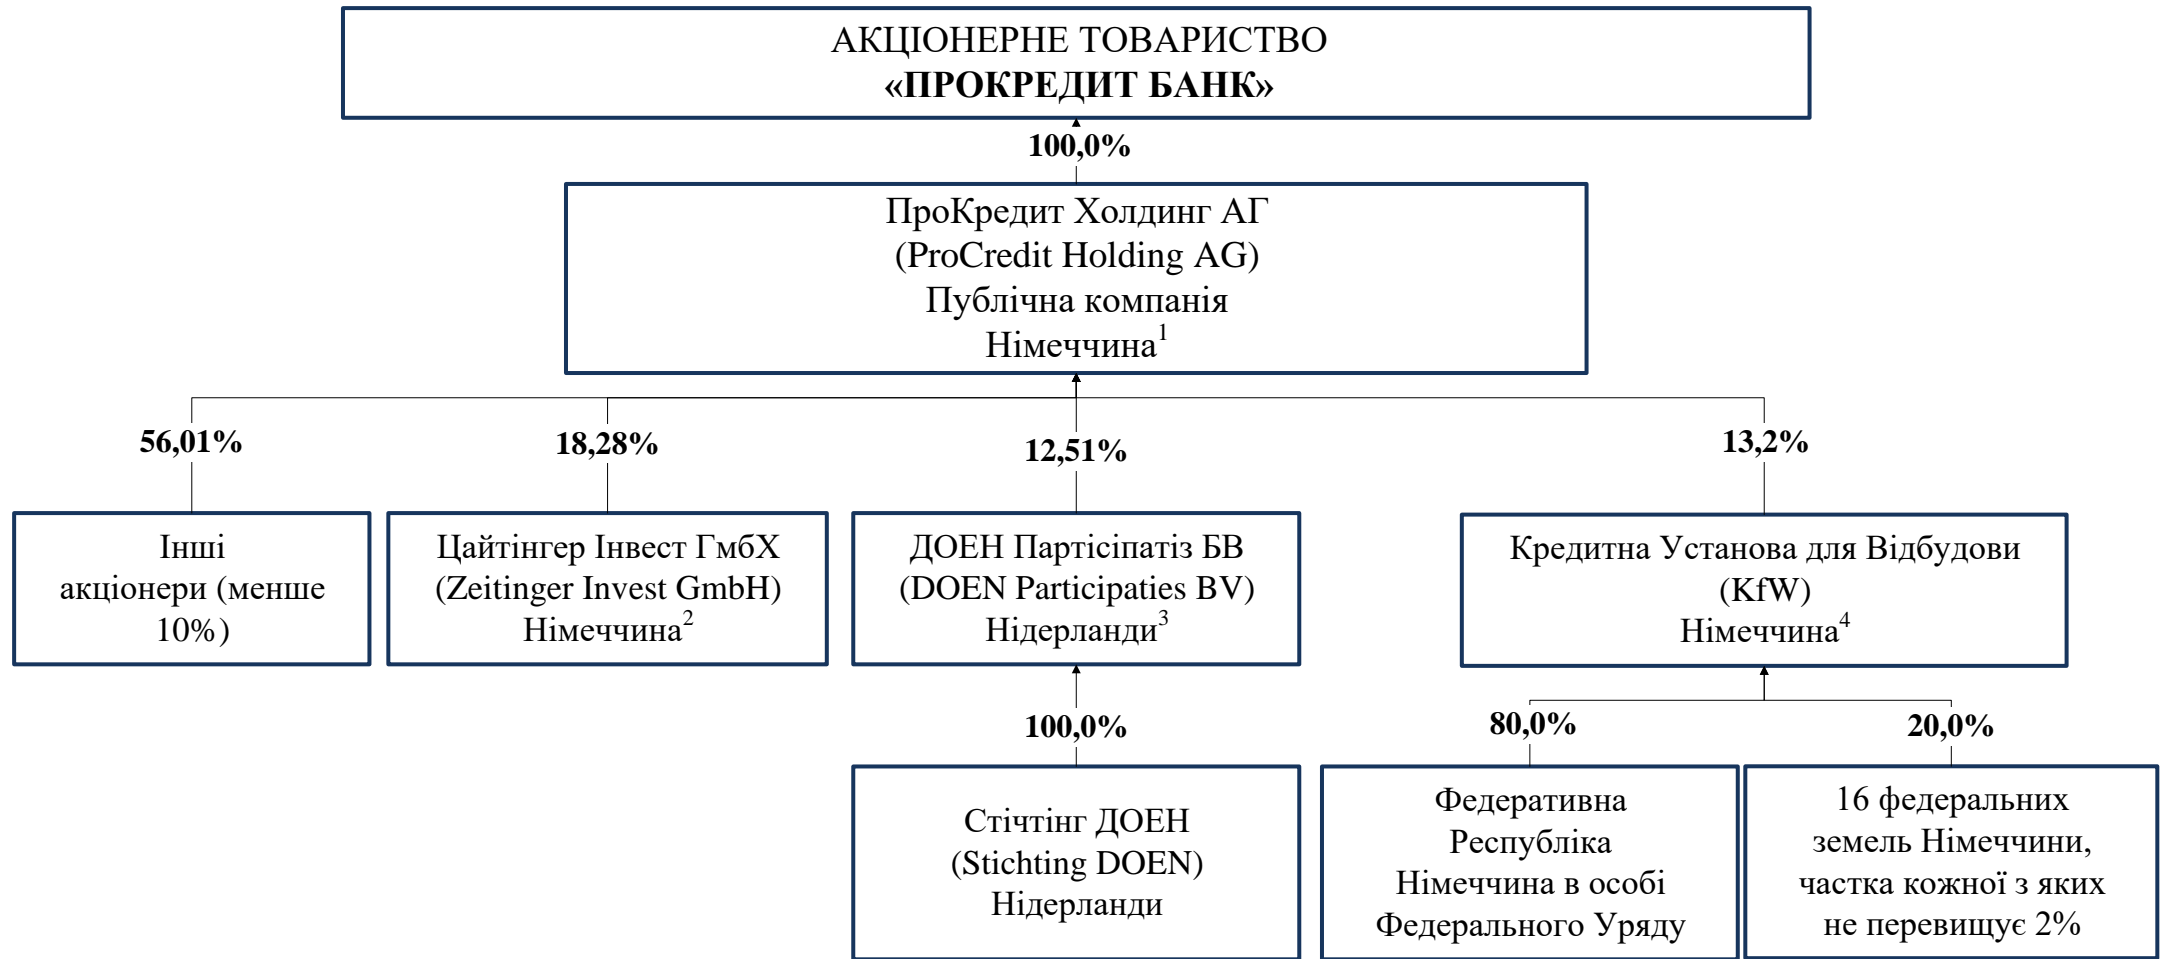 АКЦІОНЕРНЕ ТОВАРИСТВО
«ПРОКРЕДИТ БАНК»
100,0%
ПроКредит Холдинг АГ
(ProCredit Holding AG)
Публічна компанія
Німеччина¹
56,01%
18,28%
12,51%
13,2%
Інші
акціонери (менше
10%)
Цайтінгер Інвест ГмбХ
(Zeitinger Invest GmbH)
Німеччина²
ДОЕН Партісіпатіз БВ
(DOEN Participaties BV)
Нідерланди³
Кредитна Установа для Відбудови
(KfW)
Німеччина⁴
100,0%
80,0%
20,0%
Стічтінг ДОЕН
(Stichting DOEN)
Нідерланди
Федеративна
Республіка
Німеччина в особі
Федерального Уряду
16 федеральних
земель Німеччини,
частка кожної з яких
не перевищує 2%